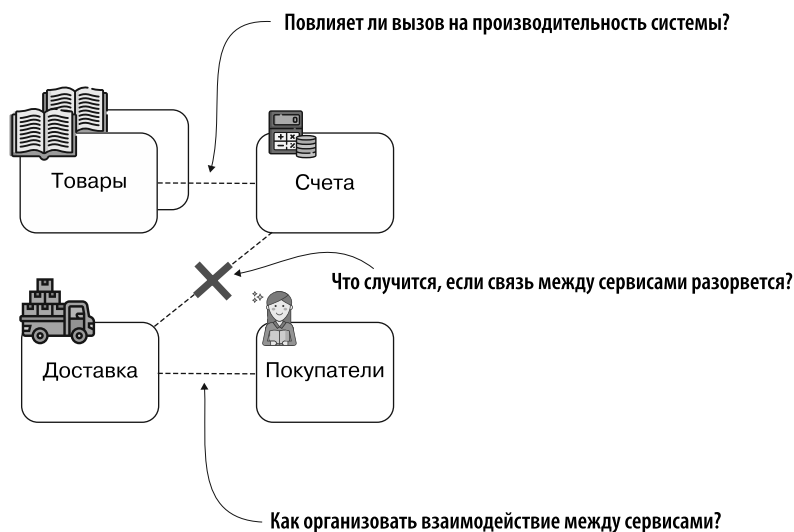 Повлияет ли вызов на производительность системы?
Товары
Счета
Что случится, если связь между сервисами разорвется?
Доставка
Покупатели
Как организовать взаимодействие между сервисами?